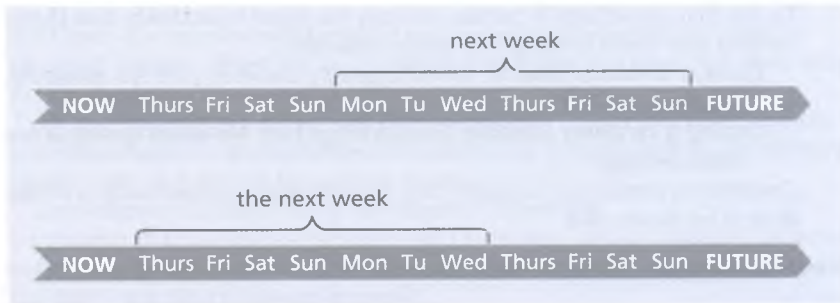 next week
NOW Thurs Fri Sat Sun Mon Tu Wed Thurs Fri Sat Sun FUTURE
the next week
NOW Thurs Fri Sat Sun Mon Tu Wed Thurs Fri Sat Sun FUTURE